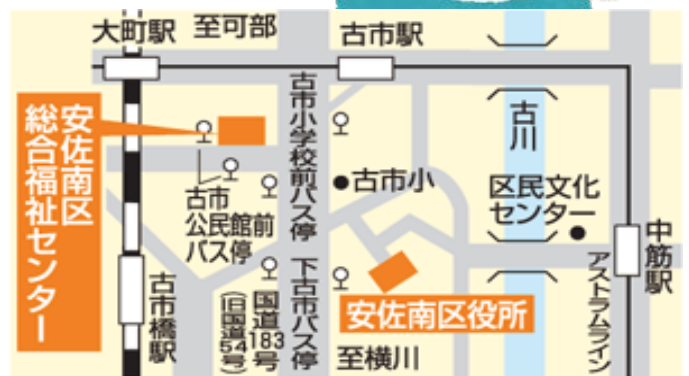 大町駅
至可部
古市駅
安佐南区
総合福祉センター
古市
公民館前
バス停
古市小学校前バス停
古市小
古川
区民文化
センター
中筋駅
アストラムライン
古市橋駅
国道183号
(旧国道54号)
下古市バス停
安佐南区役所
至横川